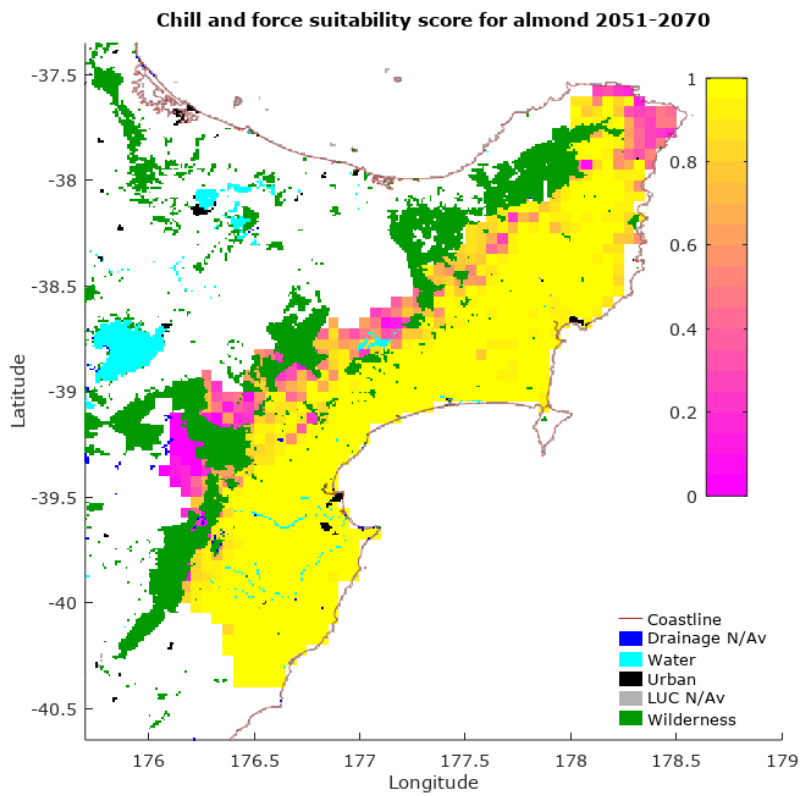 Chill and force suitability score for almond 2051-2070
-37.5
-38
-38.5
-39
-39.5
-40
-40.5
Latitude
176
176.5
177
177.5
178
178.5
179
Longitude
1
0.8
0.6
0.4
0.2
0
Coastline
Drainage N/Av
Water
Urban
LUC N/Av
Wilderness